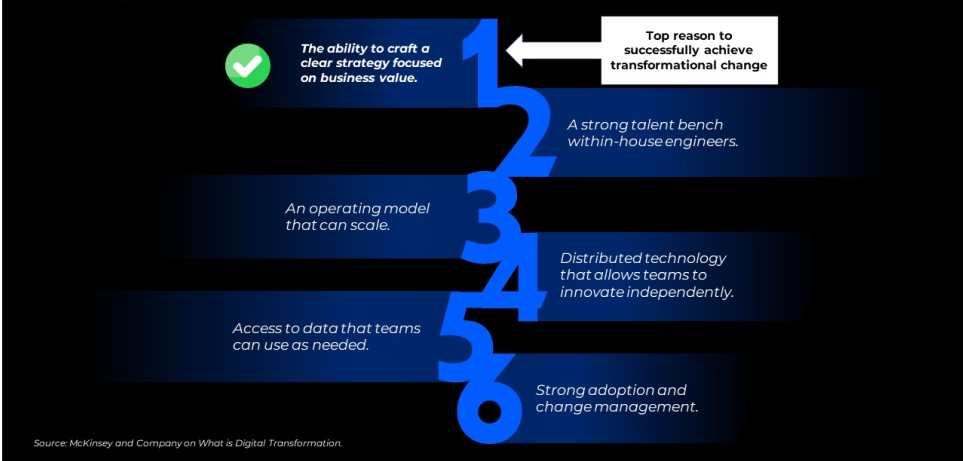 1
The ability to craft a
clear strategy focused
on business value.
Top reason to
successfully achieve
transformational change
2
A strong talent bench
within-house engineers.
3
An operating model
that can scale.
4
Distributed technology
that allows teams to
innovate independently.
5
Access to data that teams
can use as needed.
6
Strong adoption and
change management.
Source: McKinsey and Company on What is Digital Transformation.